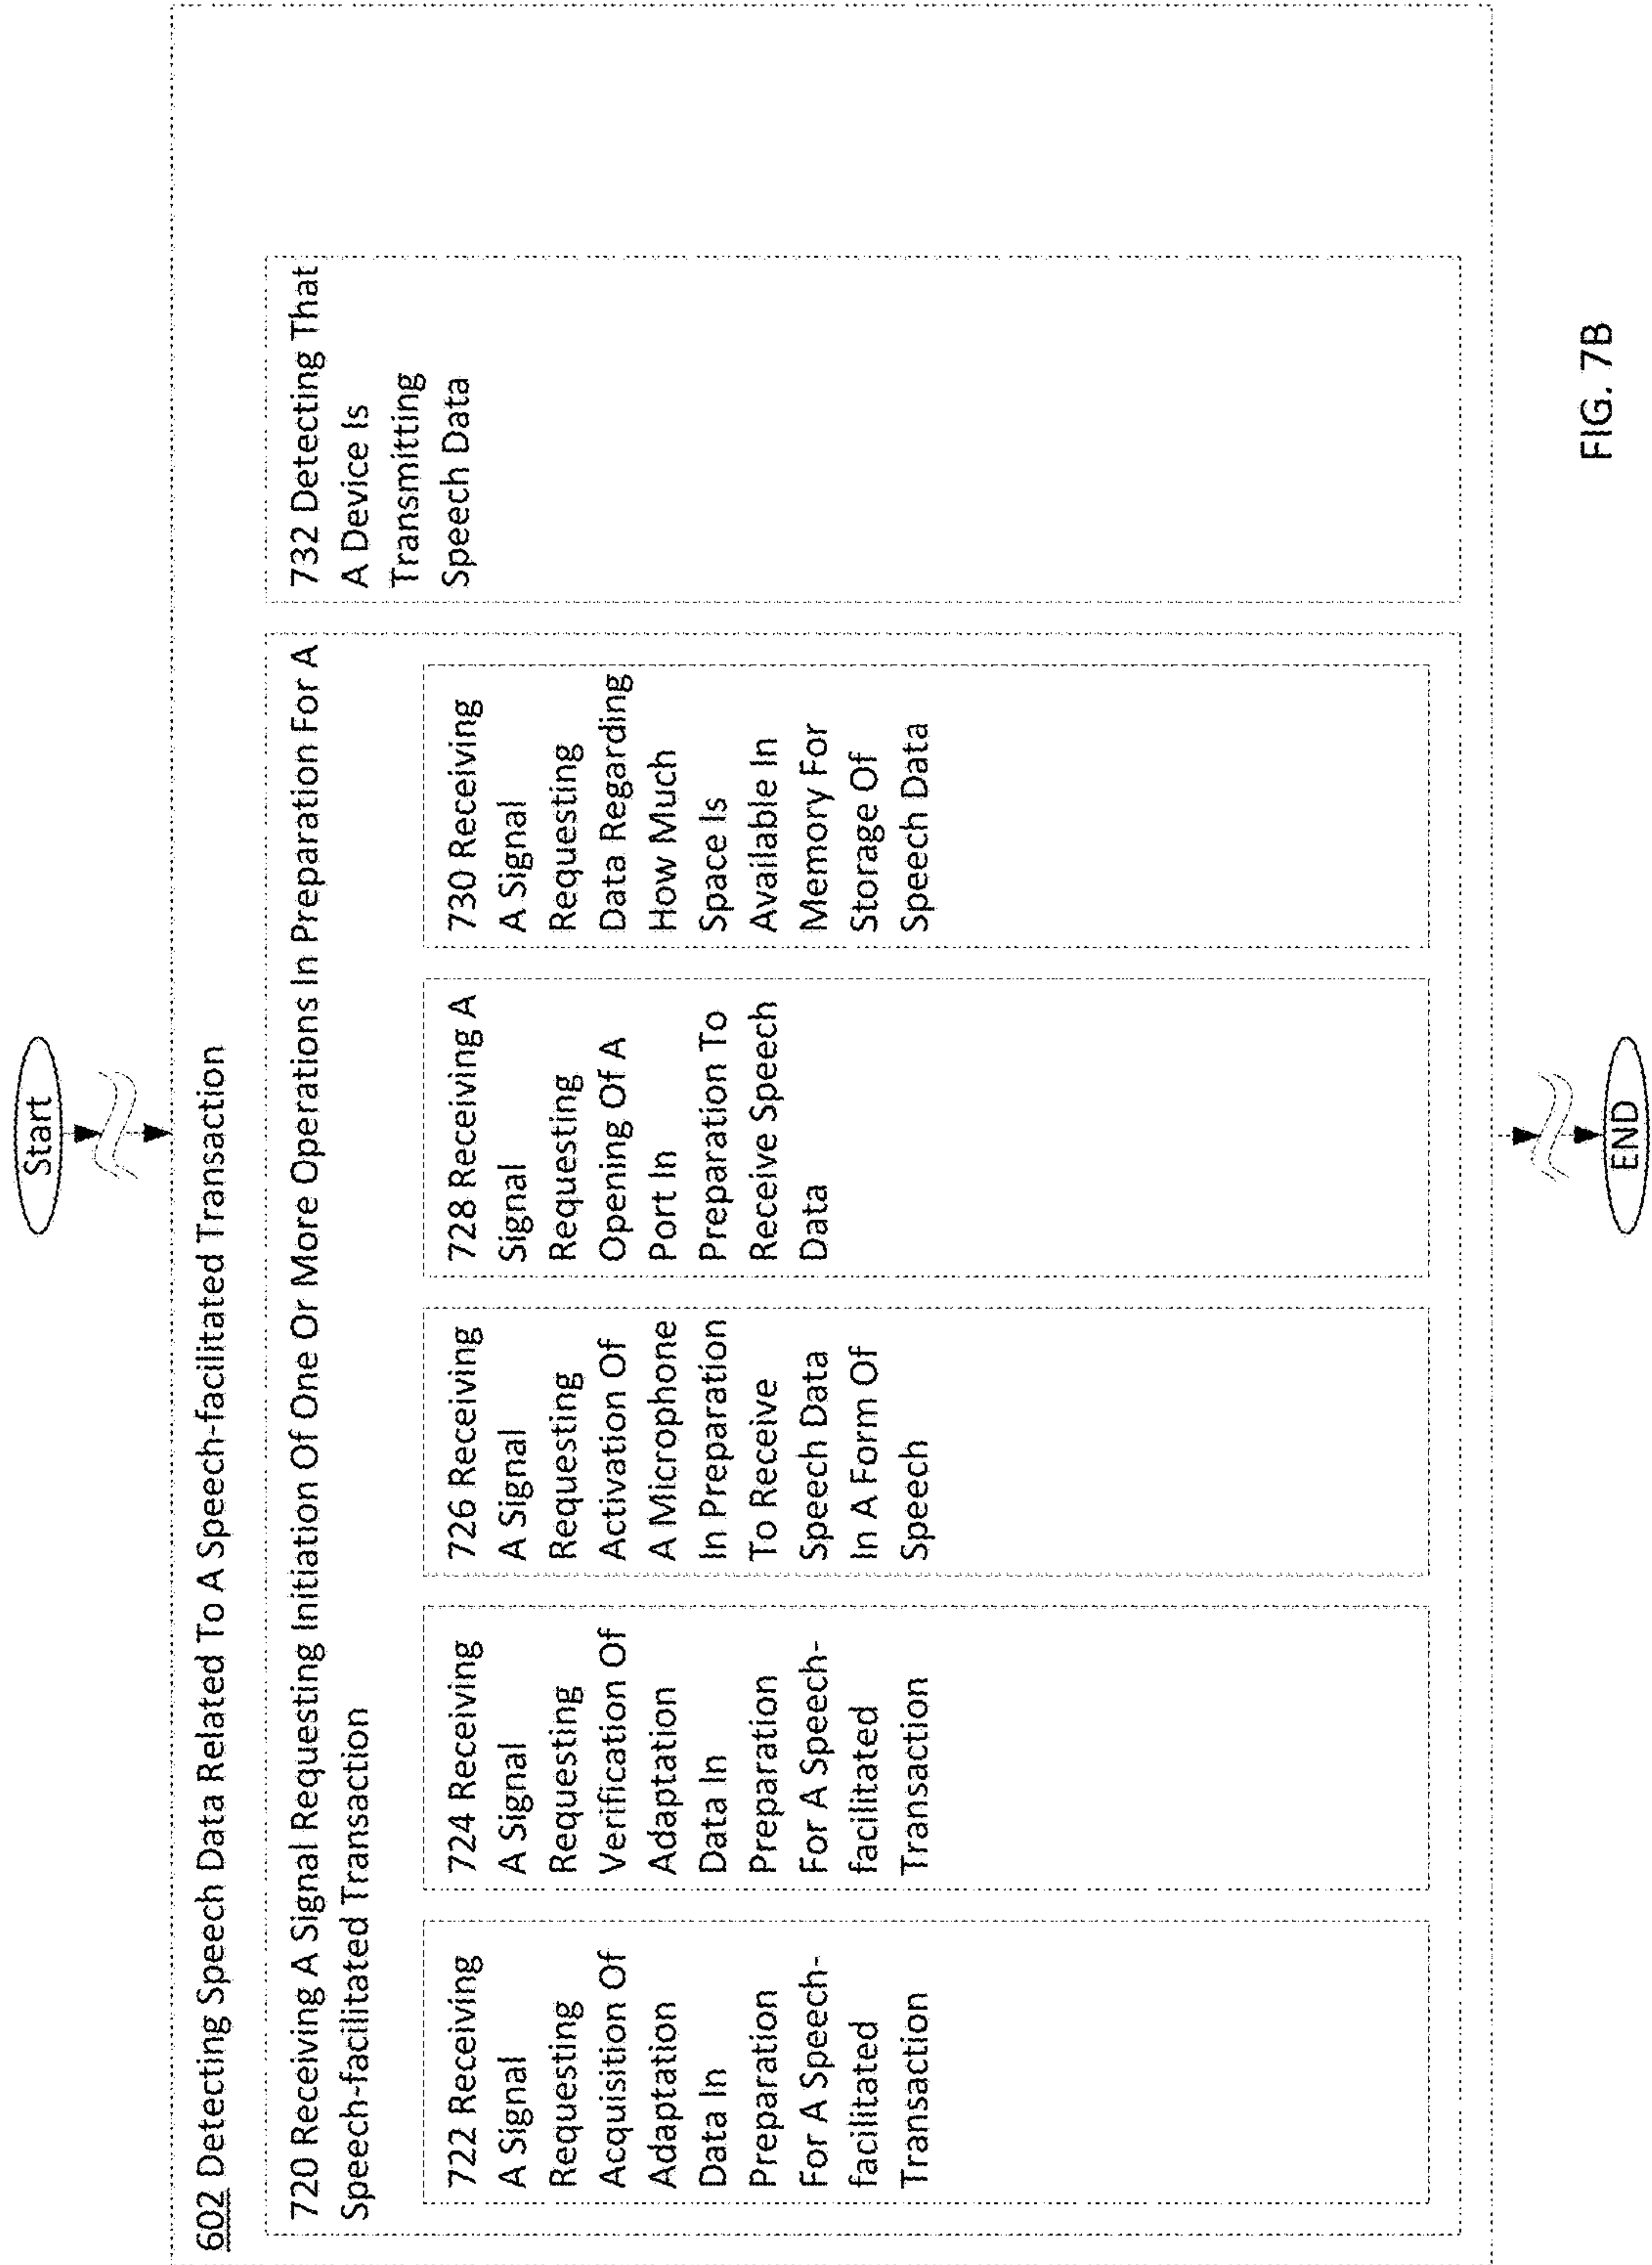 Start
602 Detecting Speech Data Related To A Speech-facilitated Transaction
720 Receiving A Signal Requesting Initiation Of One Or More Operations In Preparation For A
Speech-facilitated Transaction
722 Receiving
A Signal
Requesting
Acquisition Of
Adaptation
Data In
Preparation
For A Speech-
facilitated
Transaction
724 Receiving
A Signal
Requesting
Verification Of
Adaptation
Data In
Preparation
For A Speech-
facilitated
Transaction
726 Receiving
A Signal
Requesting
Activation Of
A Microphone
In Preparation
To Receive
Speech Data
In A Form Of
Speech
728 Receiving A
Signal
Requesting
Opening Of A
Port In
Preparation To
Receive Speech
Data
730 Receiving
A Signal
Requesting
Data Regarding
How Much
Space Is
Available In
Memory For
Storage Of
Speech Data
732 Detecting That
A Device Is
Transmitting
Speech Data
END
FIG. 7B